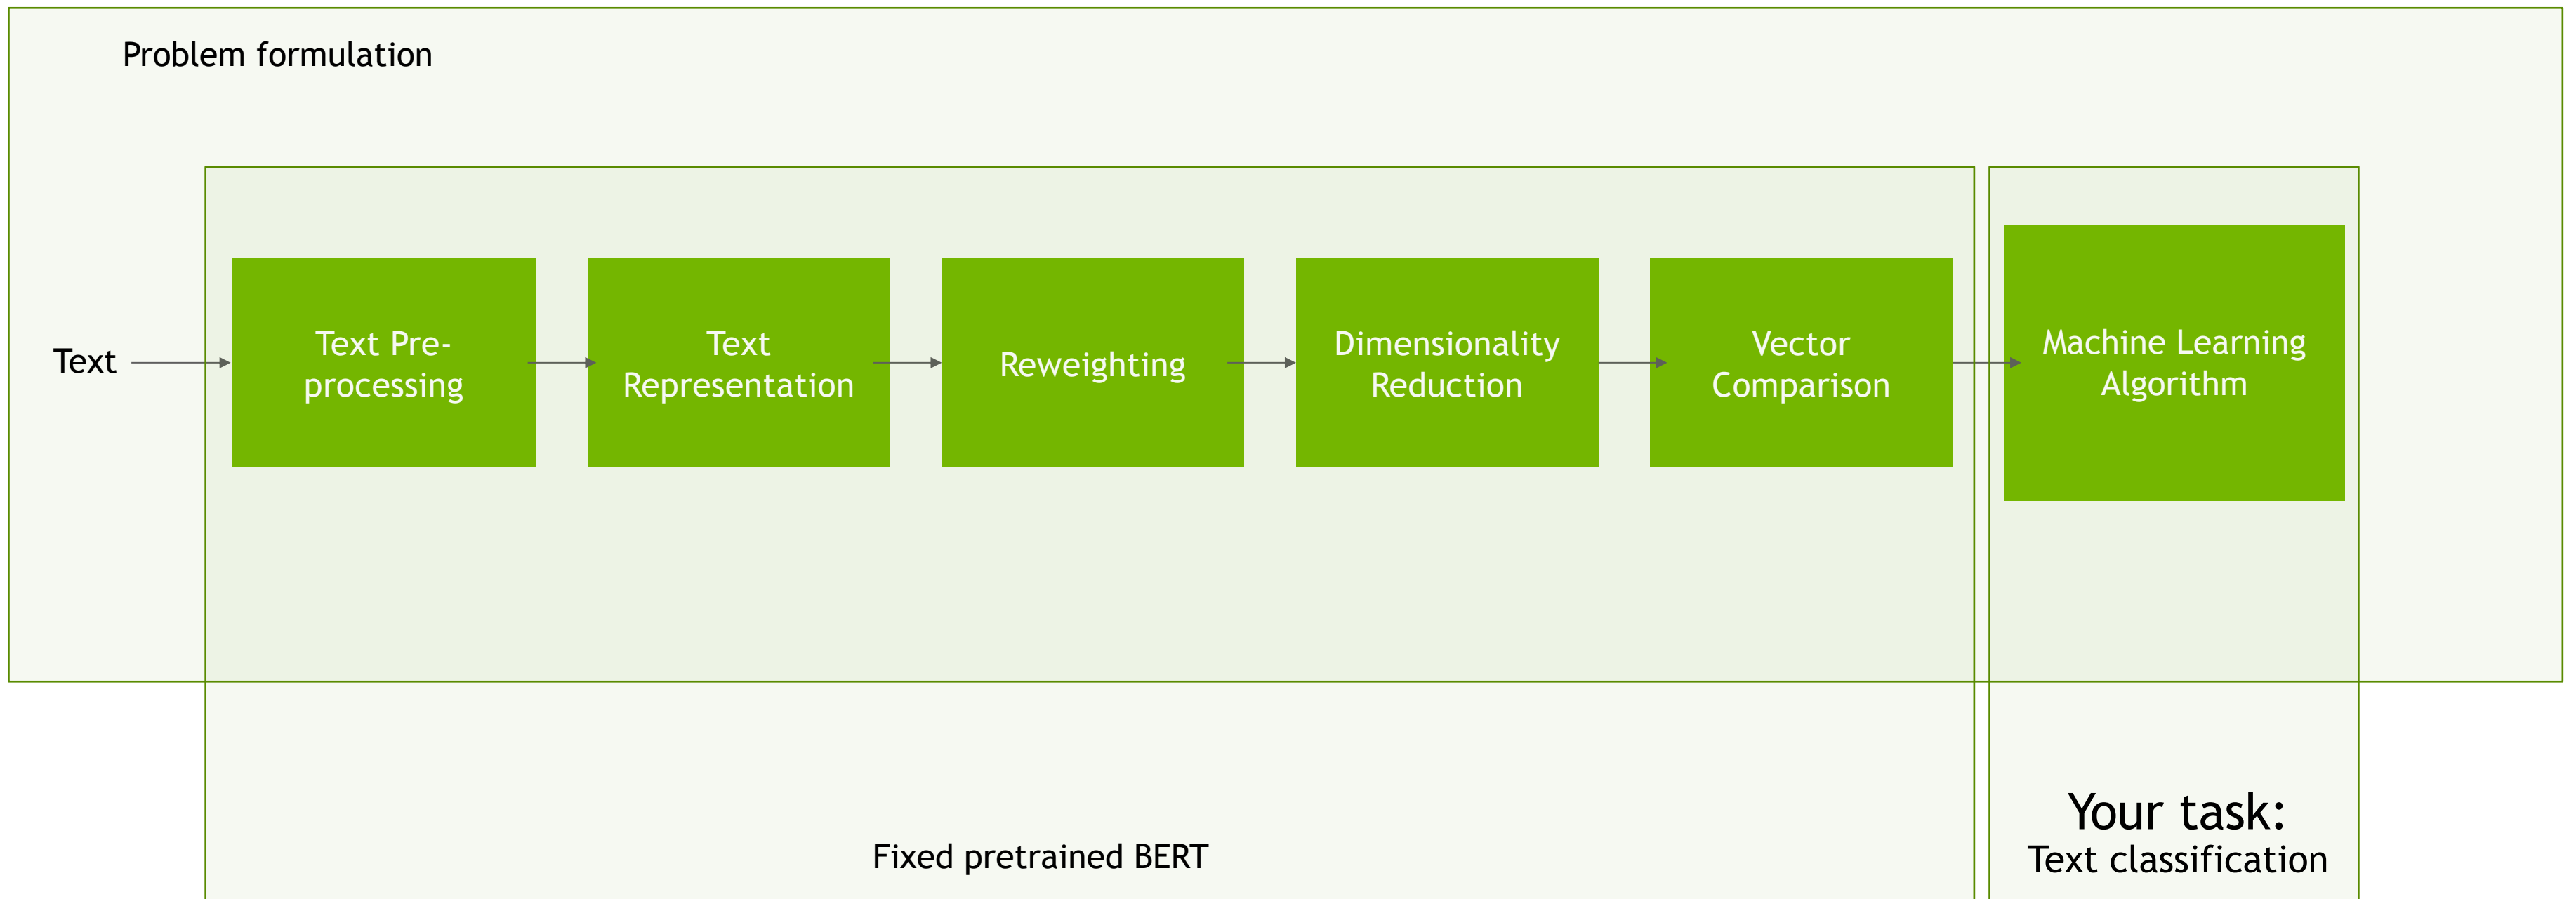 Problem formulation
Text
Text Pre-
processing
Text
Representation
Reweighting
Dimensionality
Reduction
Vector
Comparison
Machine Learning
Algorithm
Fixed pretrained BERT
Your task:
Text classification